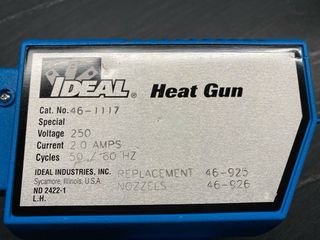 IDEAL® Heat Gun
Cat. No. 46-1117
Special
Voltage 250
Current 2.0 AMPS
Cycles 50 / 60 HZ
IDEAL INDUSTRIES, INC. REPLACEMENT 46-925
Sycamore, Illinois, U.S.A. NOZZELS 46-926
ND 2422-1
L.H.